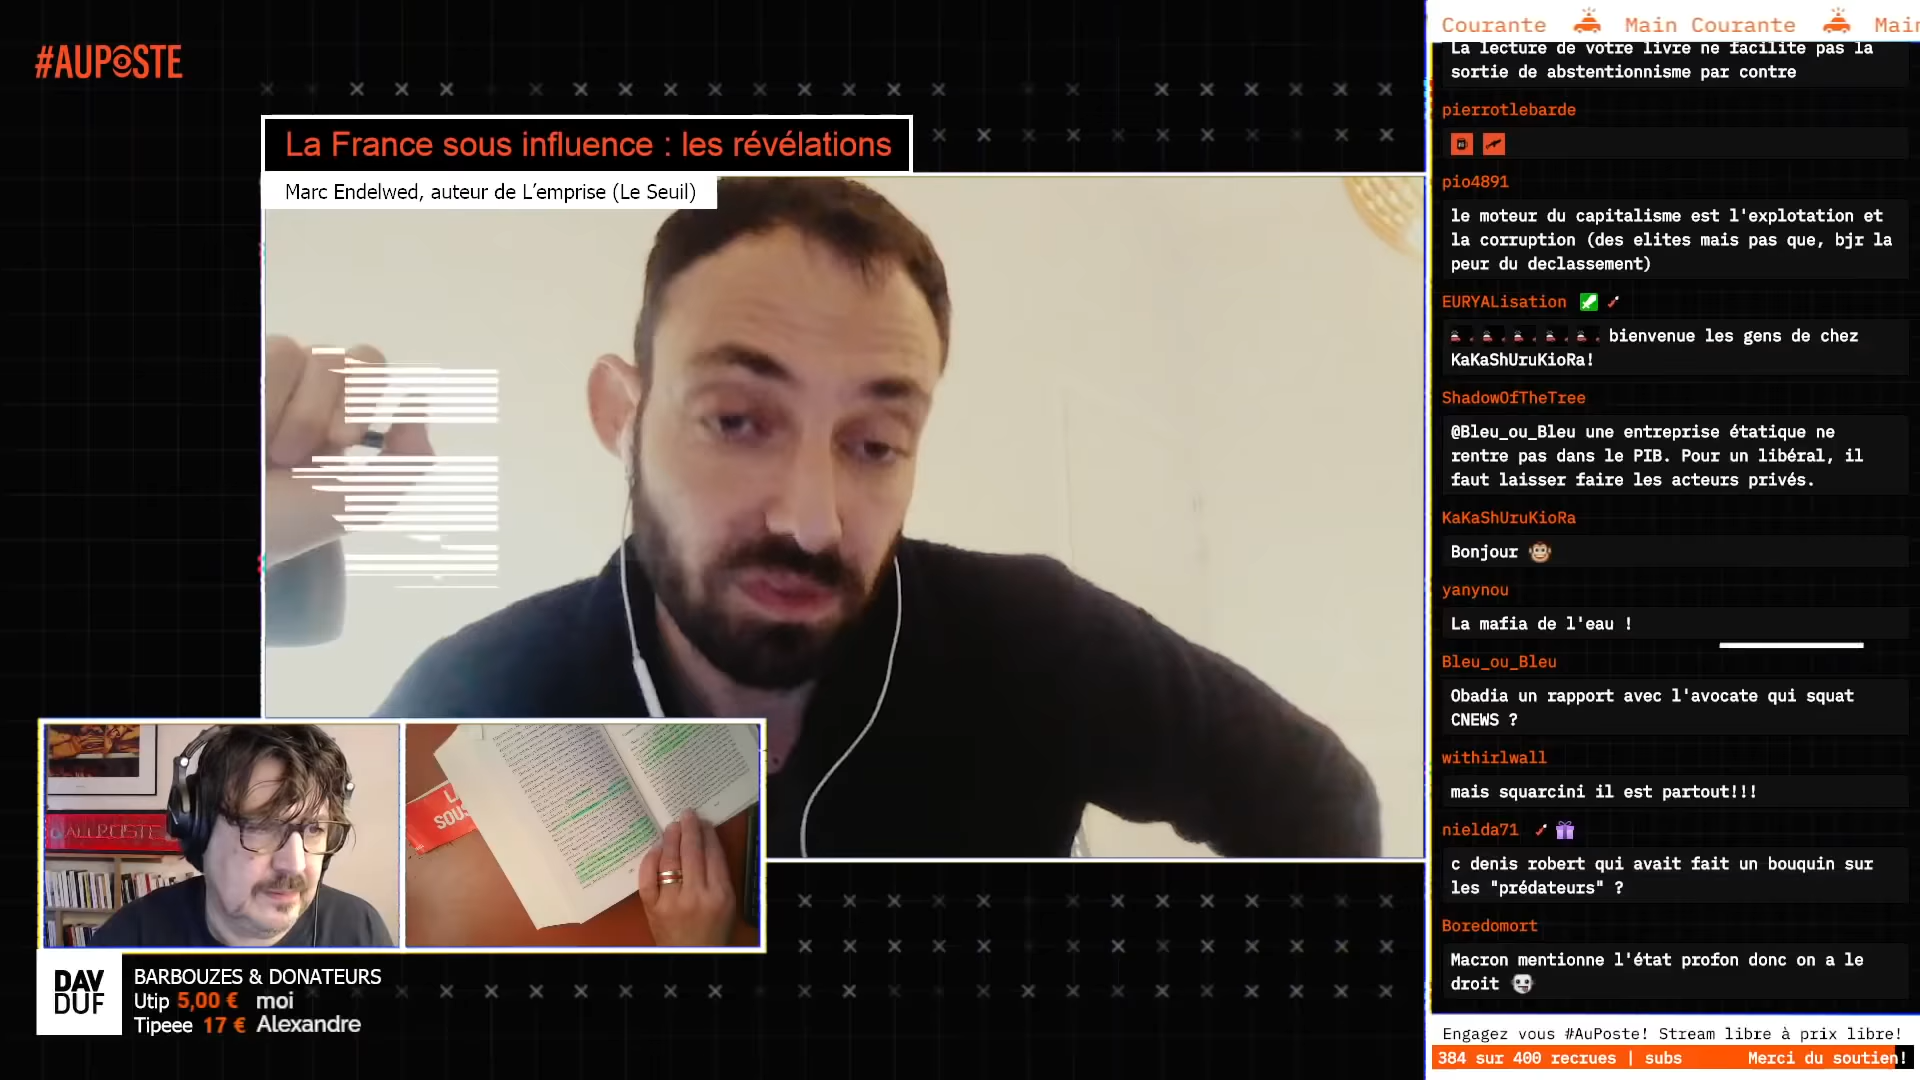 #AUPOSTE
La France sous influence : les révélations
Marc Endelwed, auteur de L'emprise (Le Seuil)
#AUPOSTE
SOUS
DAV
DUF
BARBOUZES & DONATEURS
Utip 5,00 € moi
Tipeee 17 € Alexandre
Courante Main Courante Main
La lecture de votre livre ne facilite pas la
sortie de abstentionnisme par contre
pierrotlebarde
pio4891
le moteur du capitalisme est l'explotation et
la corruption (des elites mais pas que, bjr la
peur du declassement)
EURYALisation
bienvenue les gens de chez
KaKaShUruKioRa!
ShadowOfTheTree
@Bleu_ou_Bleu une entreprise étatique ne
rentre pas dans le PIB. Pour un libéral, il
faut laisser faire les acteurs privés.
KaKaShUruKioRa
Bonjour
yanynou
La mafia de l'eau !
Bleu_ou_Bleu
Obadia un rapport avec l'avocate qui squat
CNEWS ?
withirlwall
mais squarcini il est partout!!!
nielda71
c denis robert qui avait fait un bouquin sur
les "prédateurs" ?
Boredomort
Macron mentionne l'état profon donc on a le
droit
Engagez vous #AuPoste! Stream libre à prix libre!
384 sur 400 recrues | subs Merci du soutien!